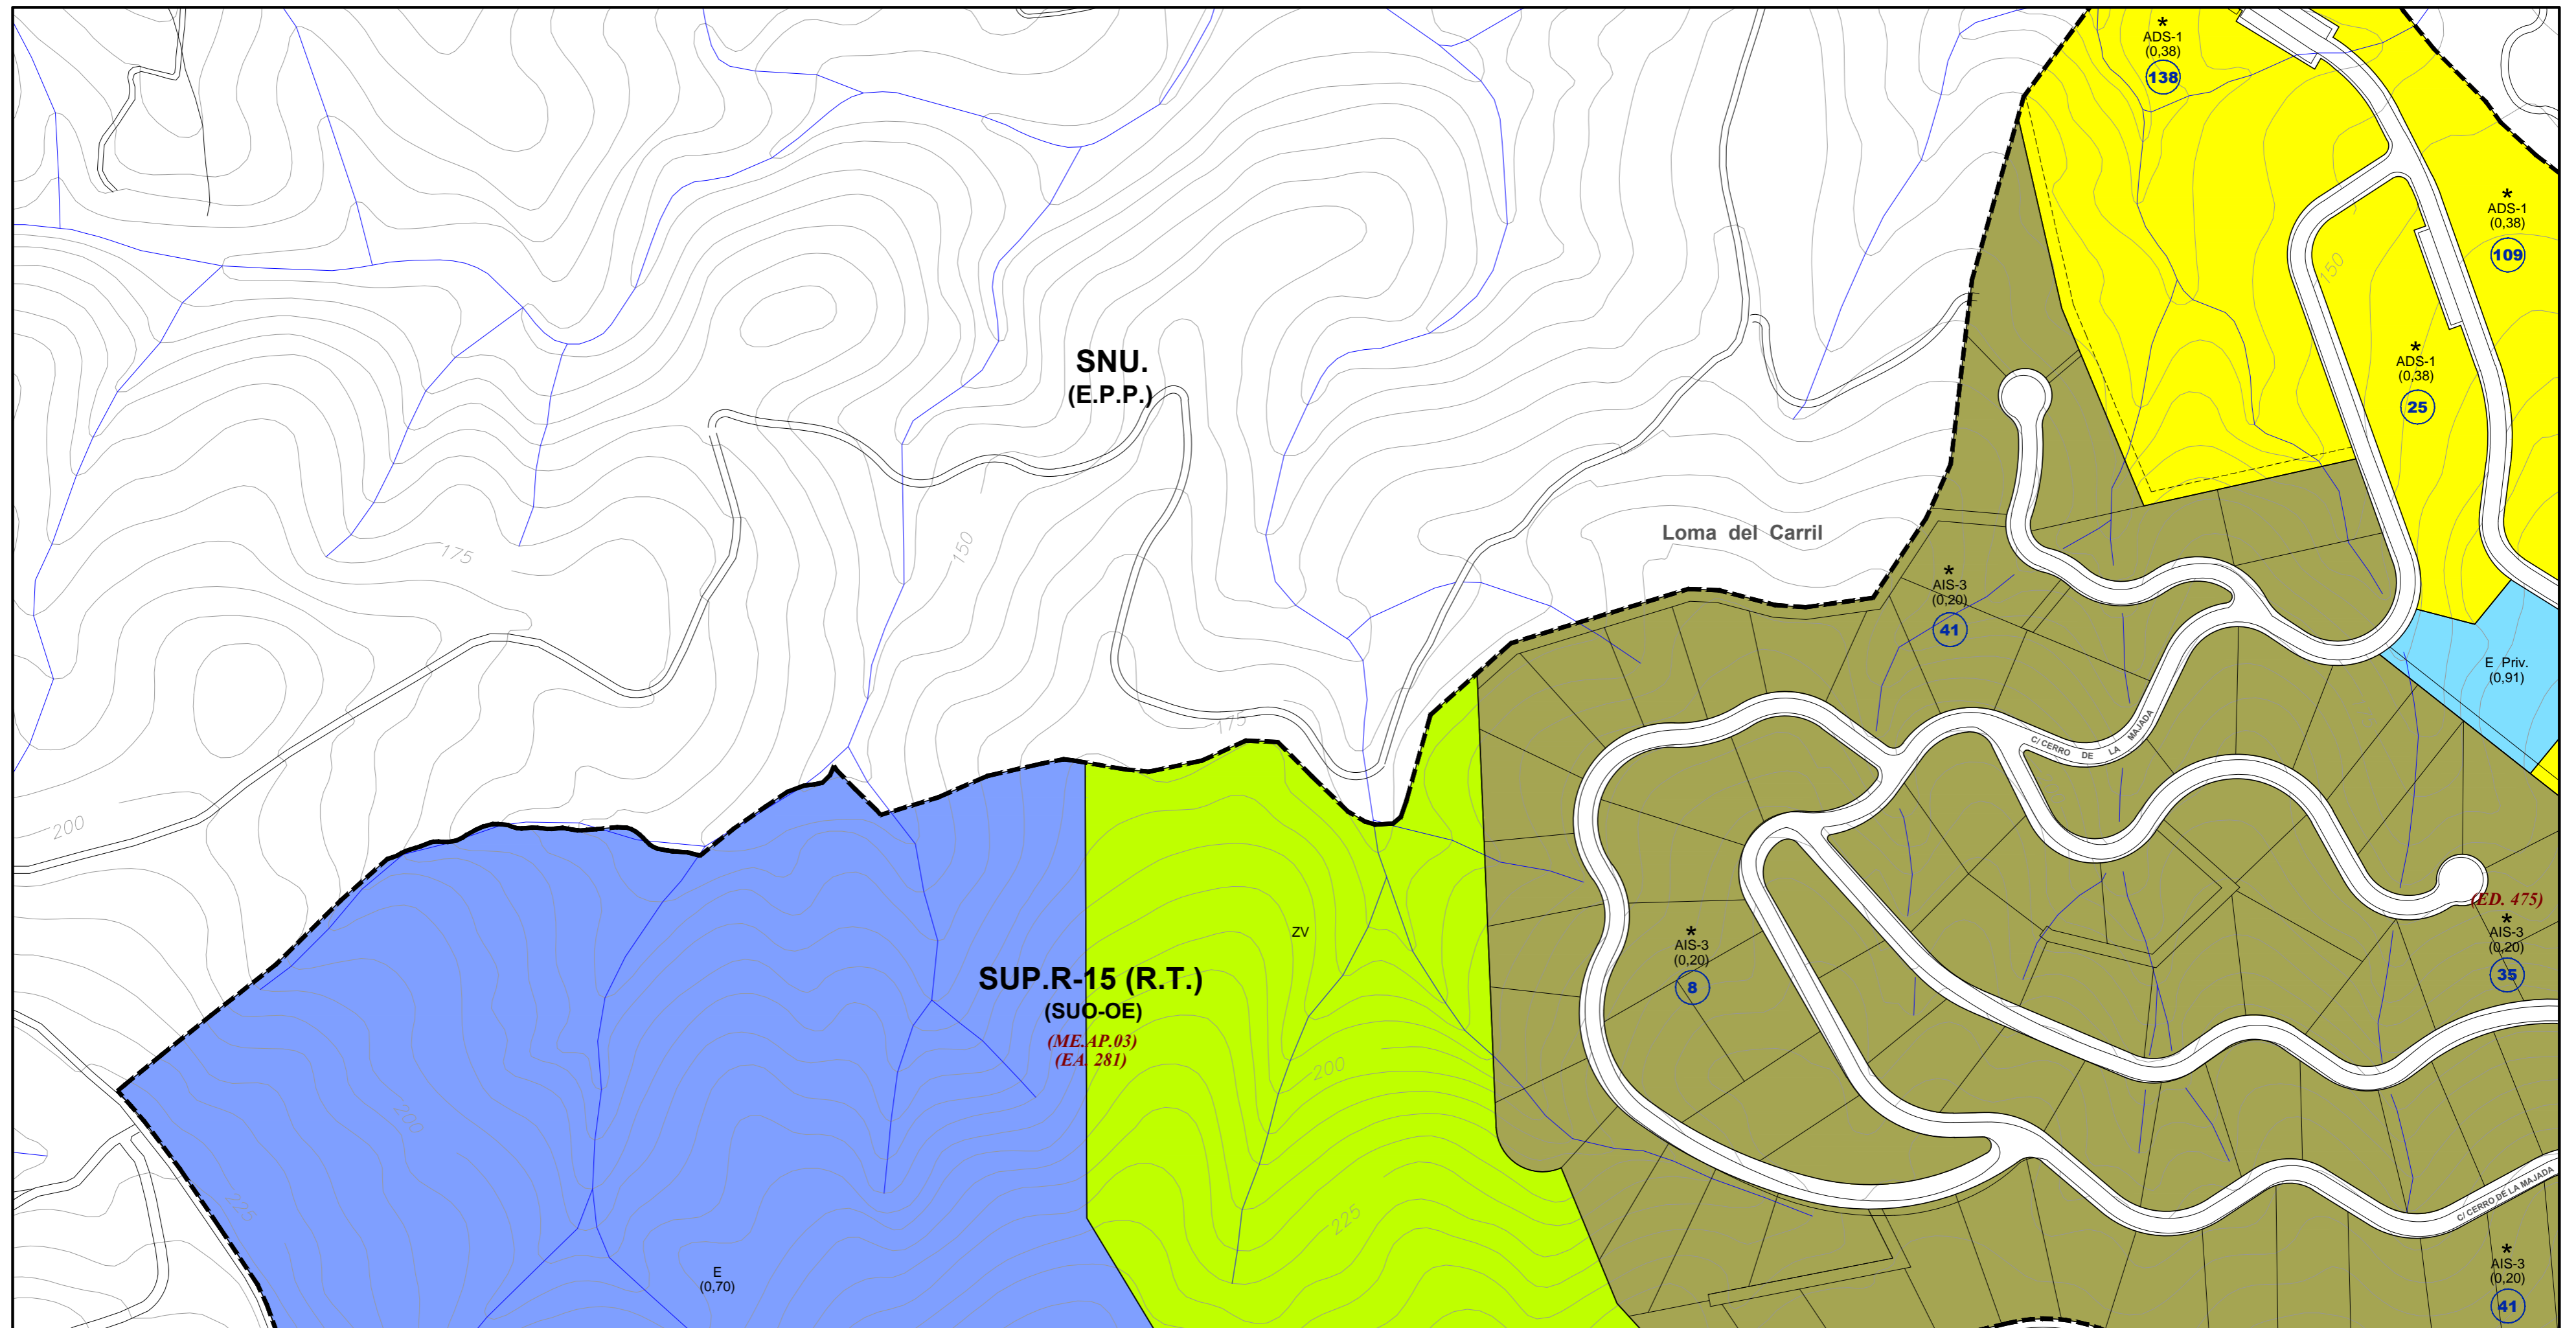 *
ADS-1
(0,38)
138
*
ADS-1
(0,38)
109
150
*
ADS-1
(0,38)
25
SNU.
(E.P.P.)
175
150
Loma del Carril
*
AIS-3
(0,20)
41
E Priv.
(0,91)
175
C/ CERRO DE LA MAJADA
200
ZV
*
AIS-3
(0,20)
8
(ED. 475)
*
AIS-3
(0,20)
35
SUP.R-15 (R.T.)
(SUO-OE)
(ME.AP.03)
(EA. 281)
200
200
225
225
C/ CERRO DE LA MAJADA
E
(0,70)
*
AIS-3
(0,20)
41